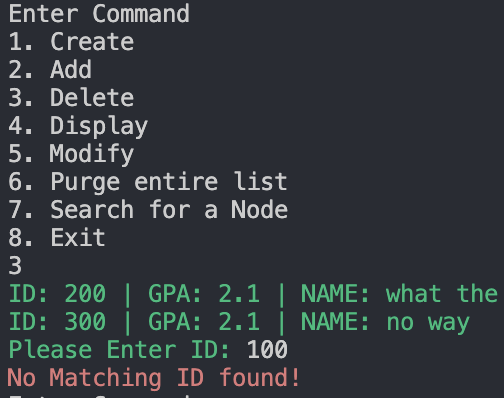 Enter Command
1. Create
2. Add
3. Delete
4. Display
5. Modify
6. Purge entire list
7. Search for a Node
8. Exit
3
ID: 200 | GPA: 2.1 | NAME: what the
ID: 300 | GPA: 2.1 | NAME: no way
Please Enter ID: 100
No Matching ID found!
Enter Command